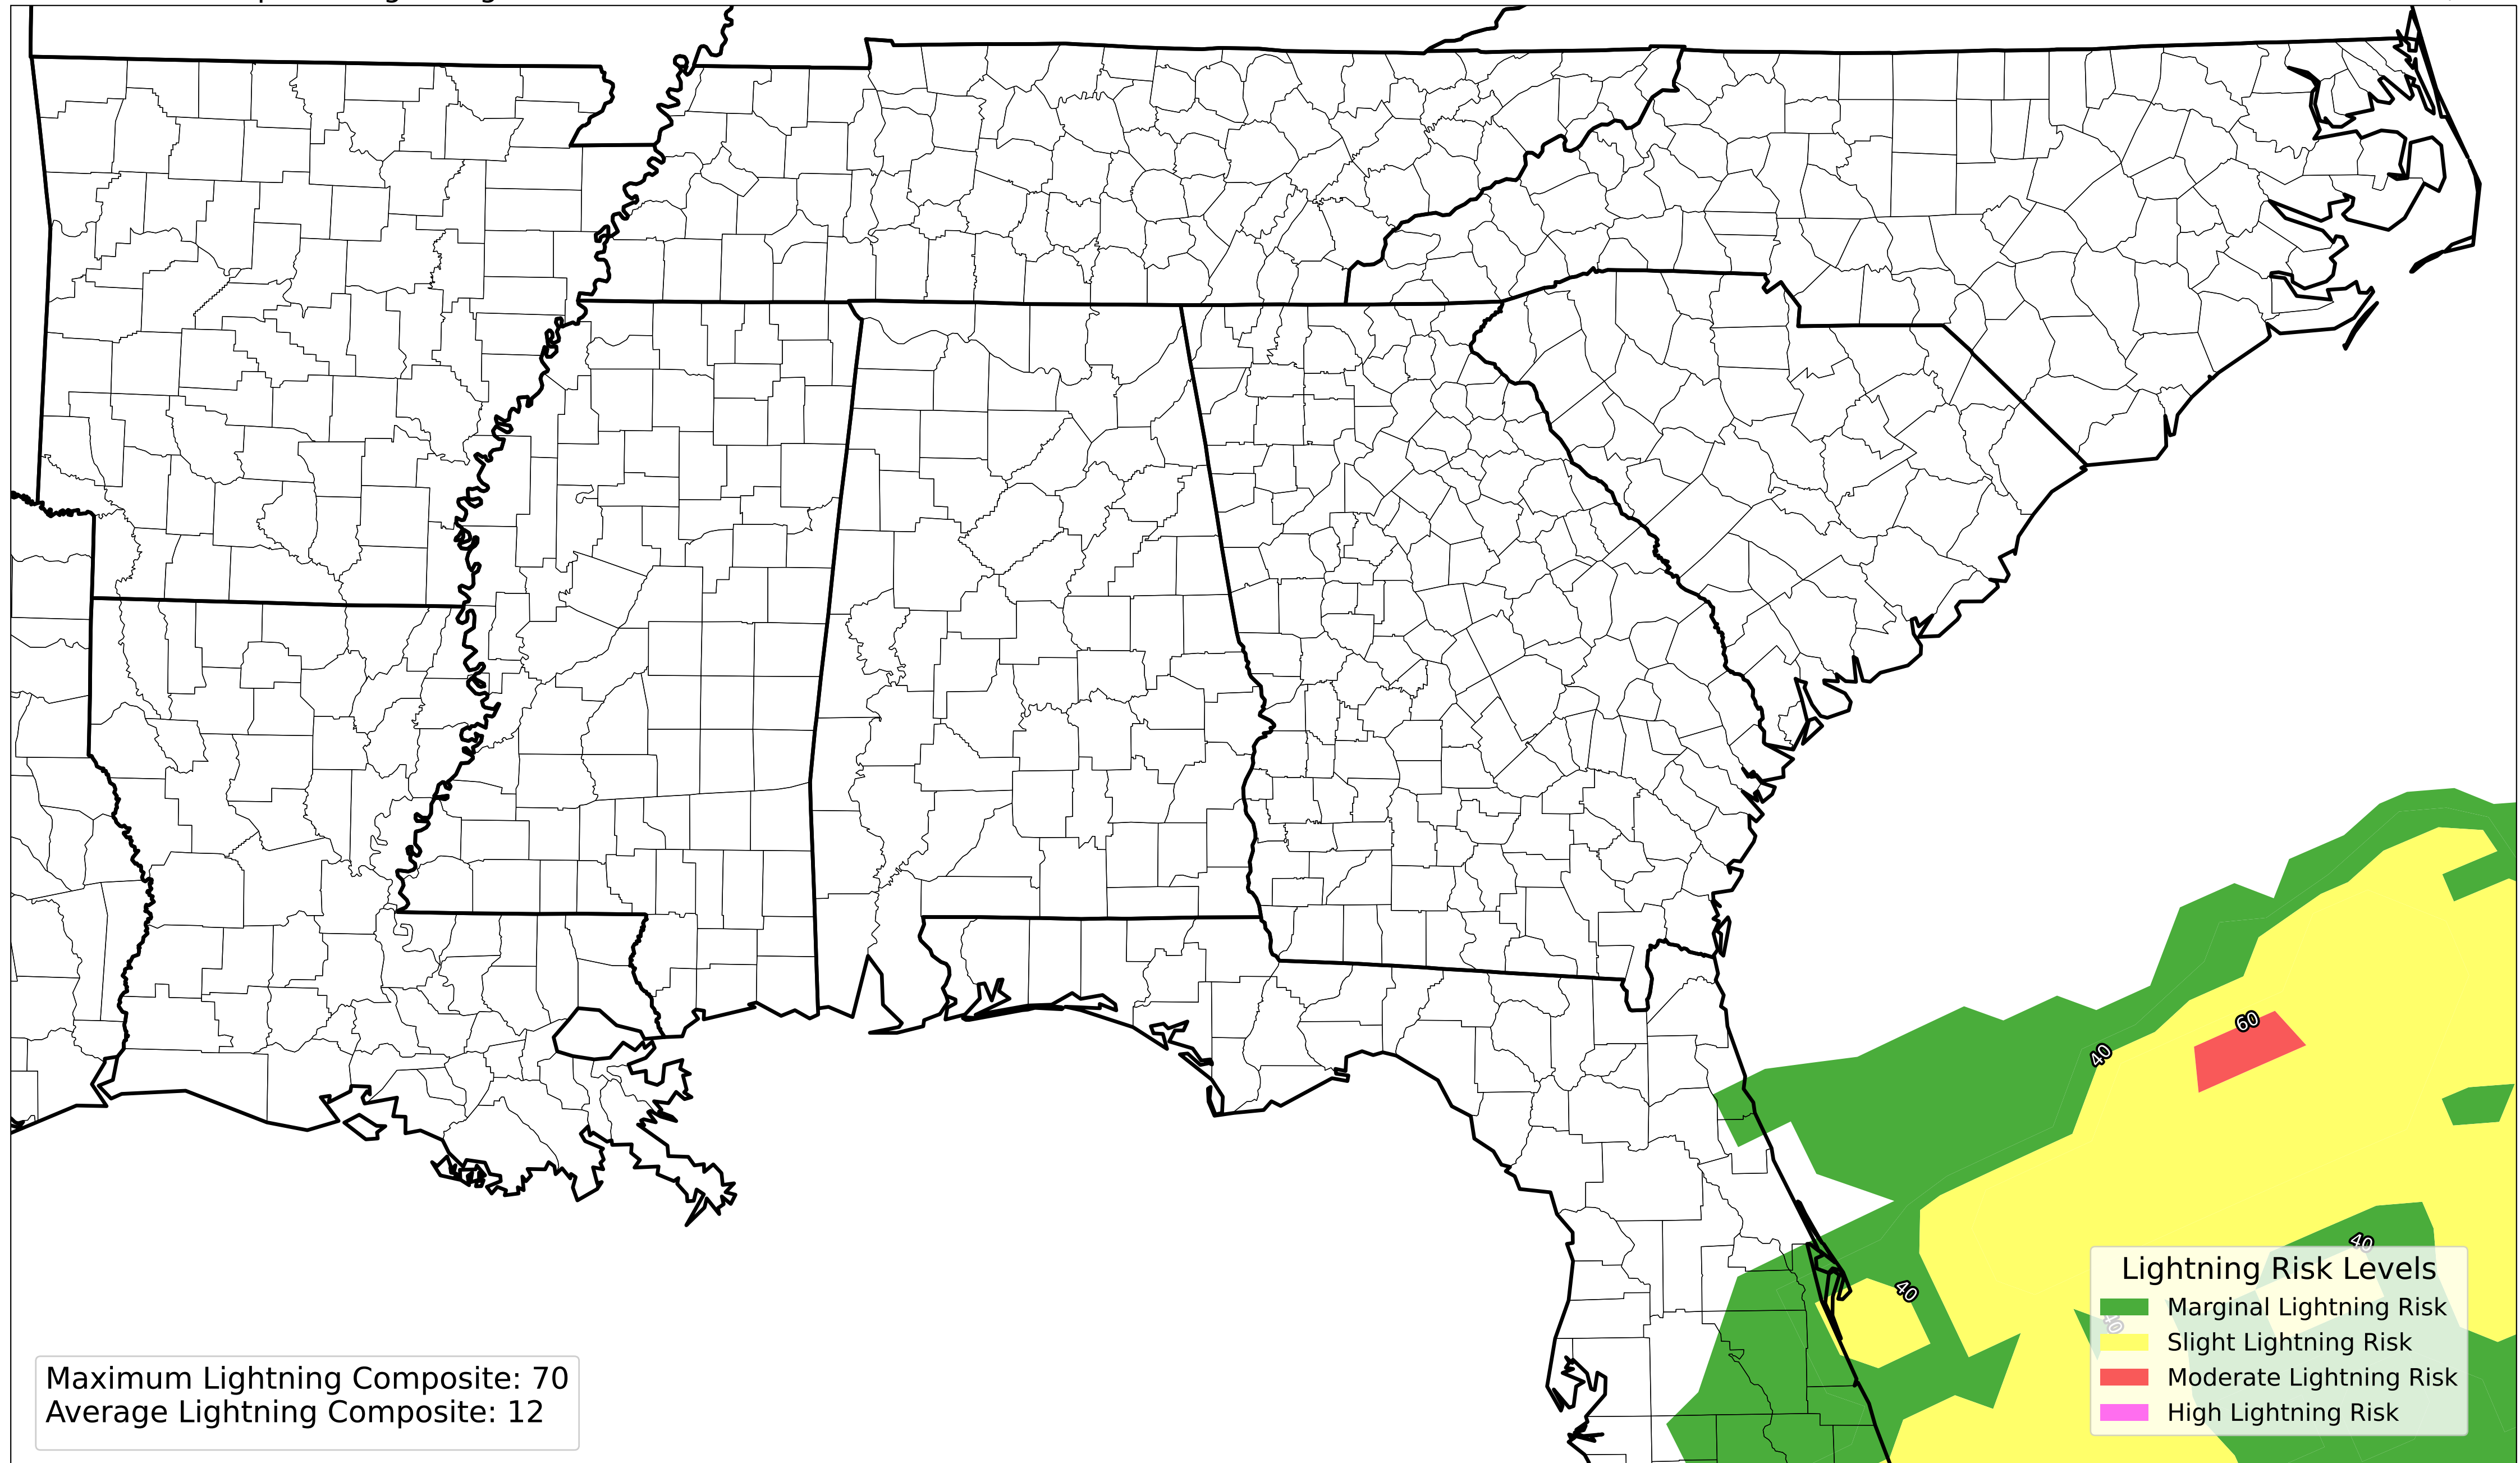 60
40
40
40
40
Lightning Risk Levels
Marginal Lightning Risk
Slight Lightning Risk
Moderate Lightning Risk
High Lightning Risk
Maximum Lightning Composite: 70
Average Lightning Composite: 12